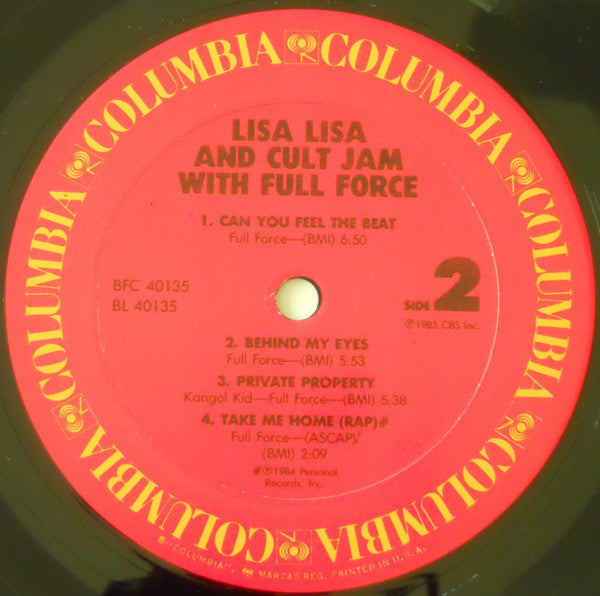 COLUMBIA COLUMBIA COLUMBIA COLUMBIA COLUMBIA COLUMBIA
LISA LISA
AND CULT JAM
WITH FULL FORCE
1. CAN YOU FEEL THE BEAT
Full Force—(BMI) 6:50
BFC 40135
BL 40135
SIDE 2
℗1985 CBS Inc.
2. BEHIND MY EYES
Full Force—(BMI) 5:53
3. PRIVATE PROPERTY
Kangol Kid—Full Force—(BMI) 5:38
4. TAKE ME HOME (RAP)#
Full Force—(ASCAP)/
(BMI) 2:09
#℗1984 Personal
Records, Inc.
"COLUMBIA", MARCAS REG. PRINTED IN U.S.A.